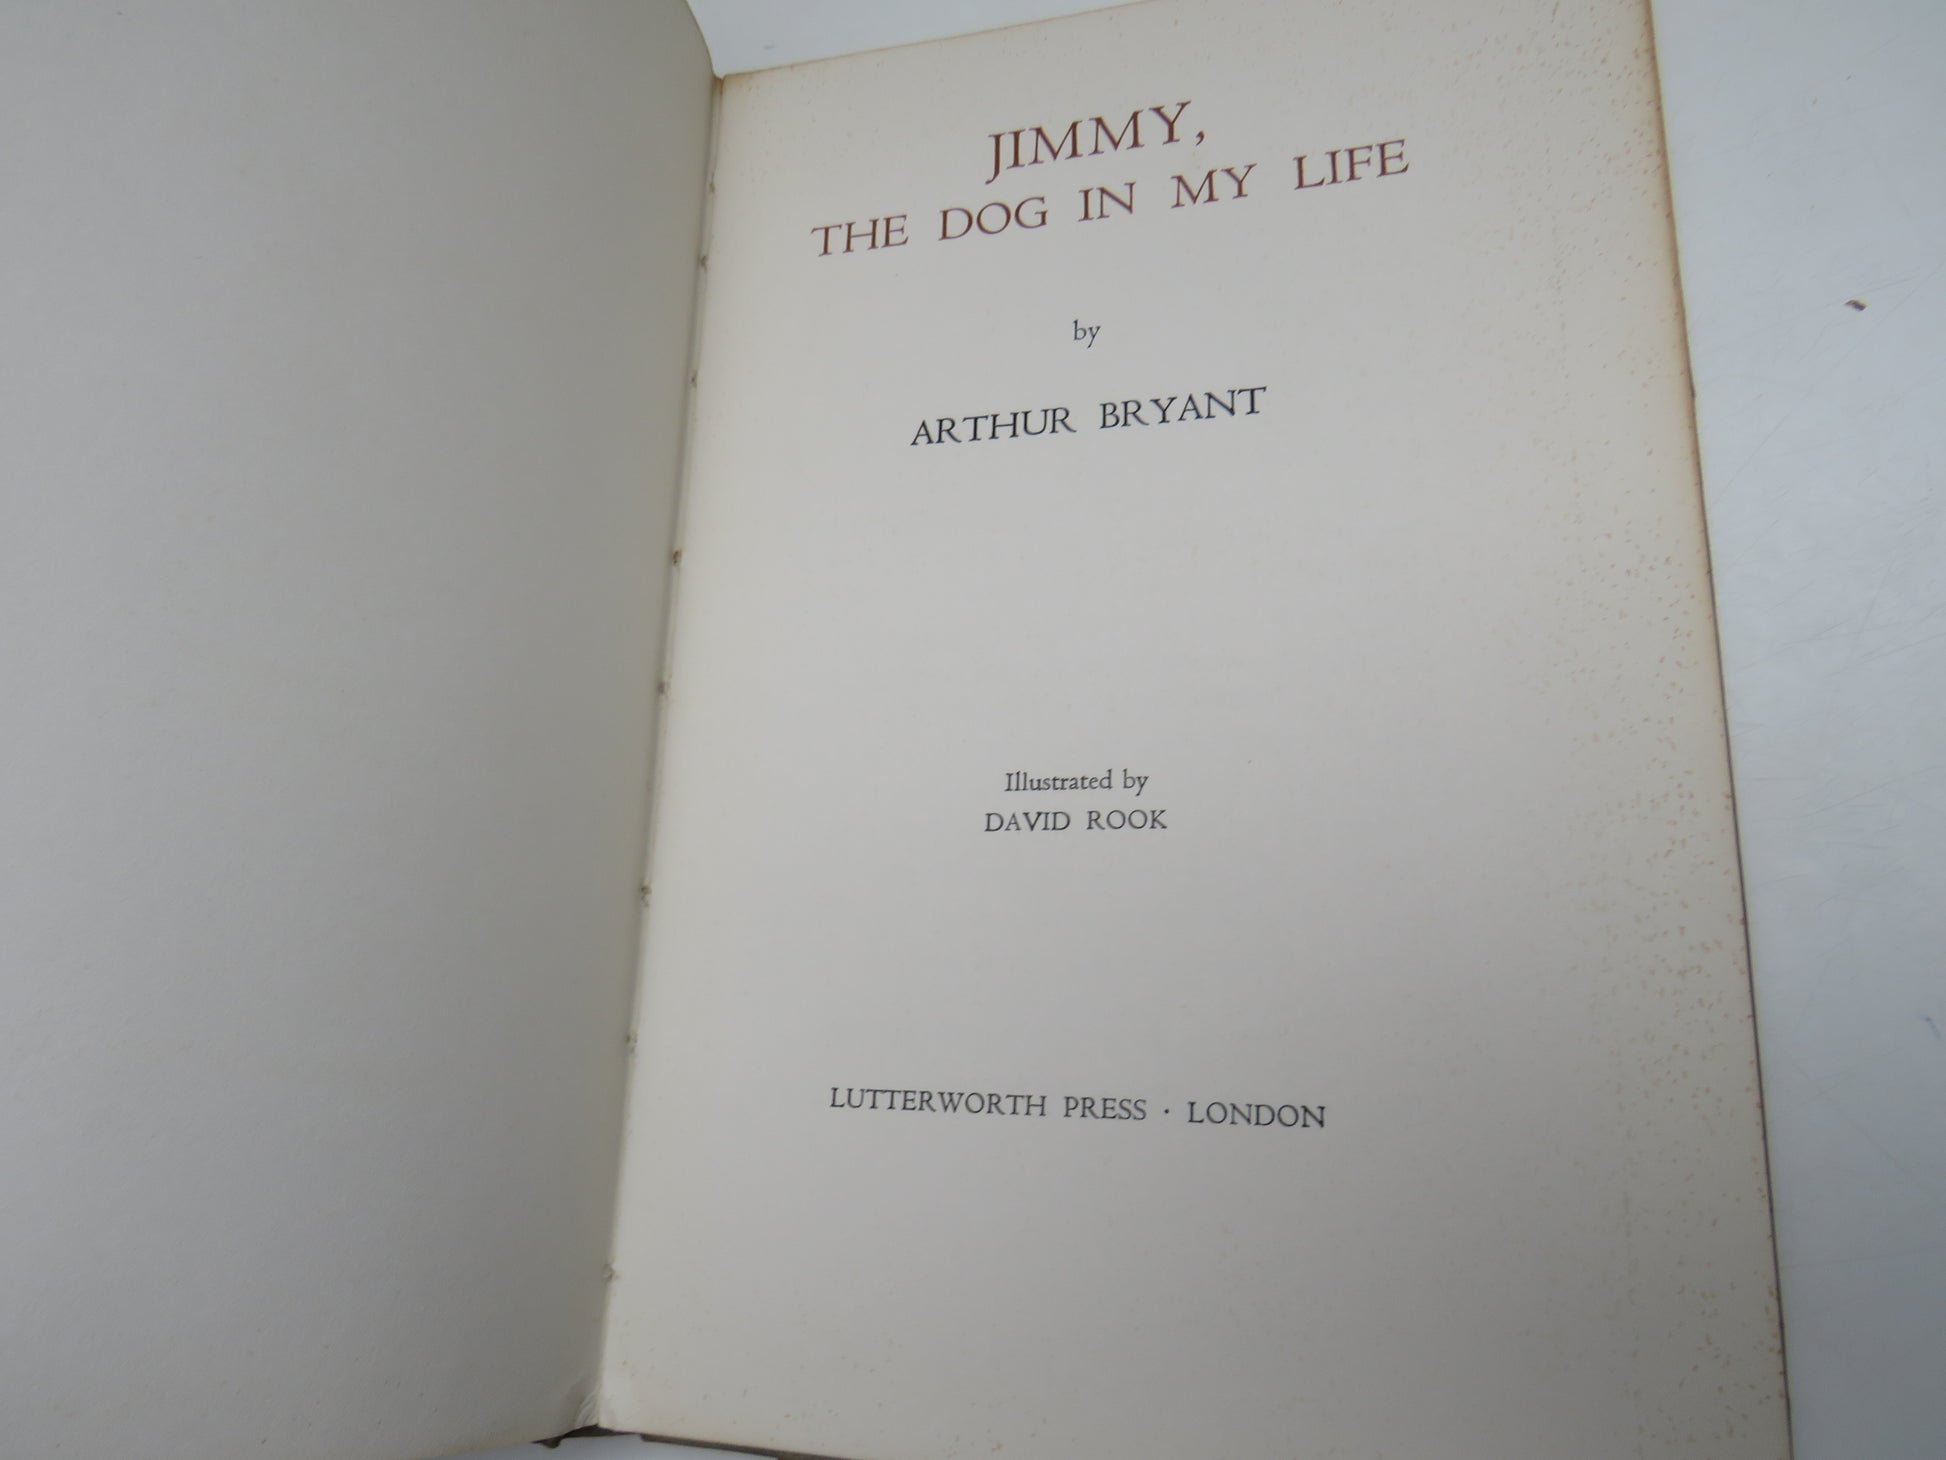 JIMMY,
THE DOG IN MY LIFE
by
ARTHUR BRYANT
Illustrated by
DAVID ROOK
LUTTERWORTH PRESS · LONDON